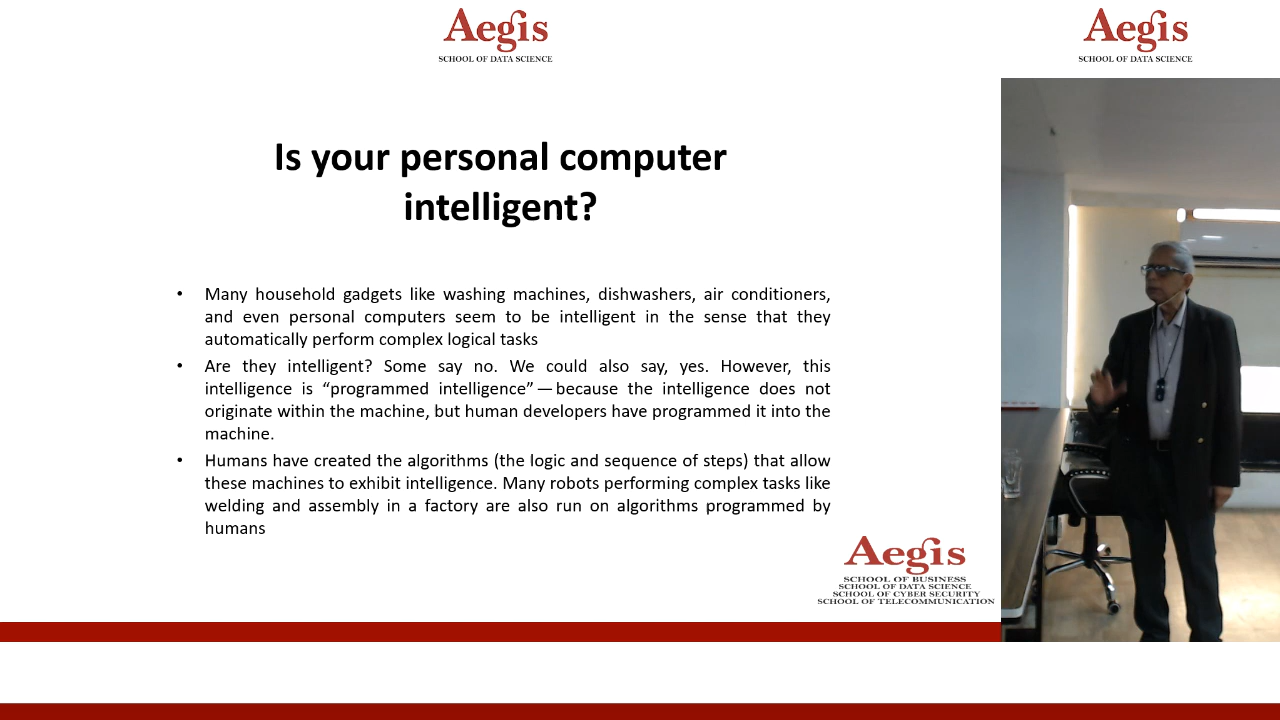 Aegis
SCHOOL OF DATA SCIENCE
Aegis
SCHOOL OF DATA SCIENCE
Is your personal computer
intelligent?
• Many household gadgets like washing machines, dishwashers, air conditioners,
and even personal computers seem to be intelligent in the sense that they
automatically perform complex logical tasks
• Are they intelligent? Some say no. We could also say, yes. However, this
intelligence is “programmed intelligence” — because the intelligence does not
originate within the machine, but human developers have programmed it into the
machine.
• Humans have created the algorithms (the logic and sequence of steps) that allow
these machines to exhibit intelligence. Many robots performing complex tasks like
welding and assembly in a factory are also run on algorithms programmed by
humans
Aegis
SCHOOL OF BUSINESS
SCHOOL OF DATA SCIENCE
SCHOOL OF CYBER SECURITY
SCHOOL OF TELECOMMUNICATION